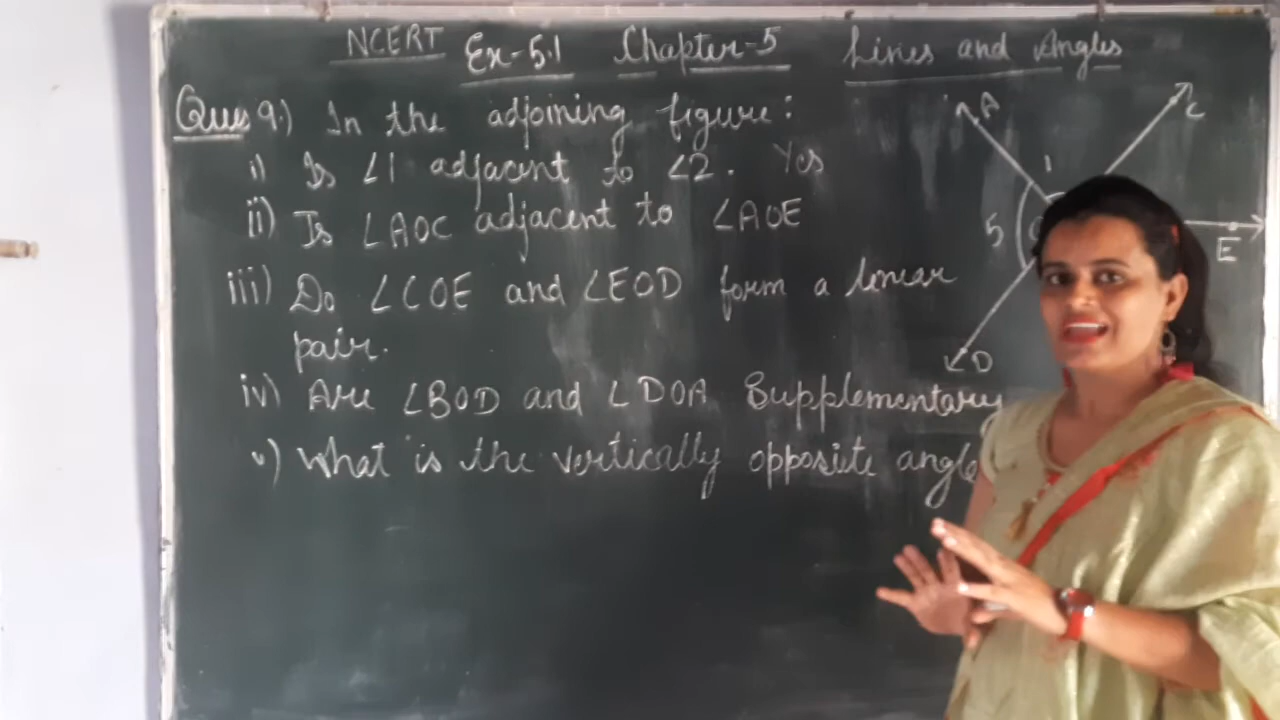 NCERT Ex-5.1 Chapter-5 Lines and Angles
Ques 9.) In the adjoining figure:
i) Is ∠1 adjacent to ∠2. Yes
ii) Is ∠AOC adjacent to ∠AOE
iii) Do ∠COE and ∠EOD form a linear
pair.
iv) Are ∠BOD and ∠DOA Supplementary
v) What is the vertically opposite angle
A
C
1
5
E
D